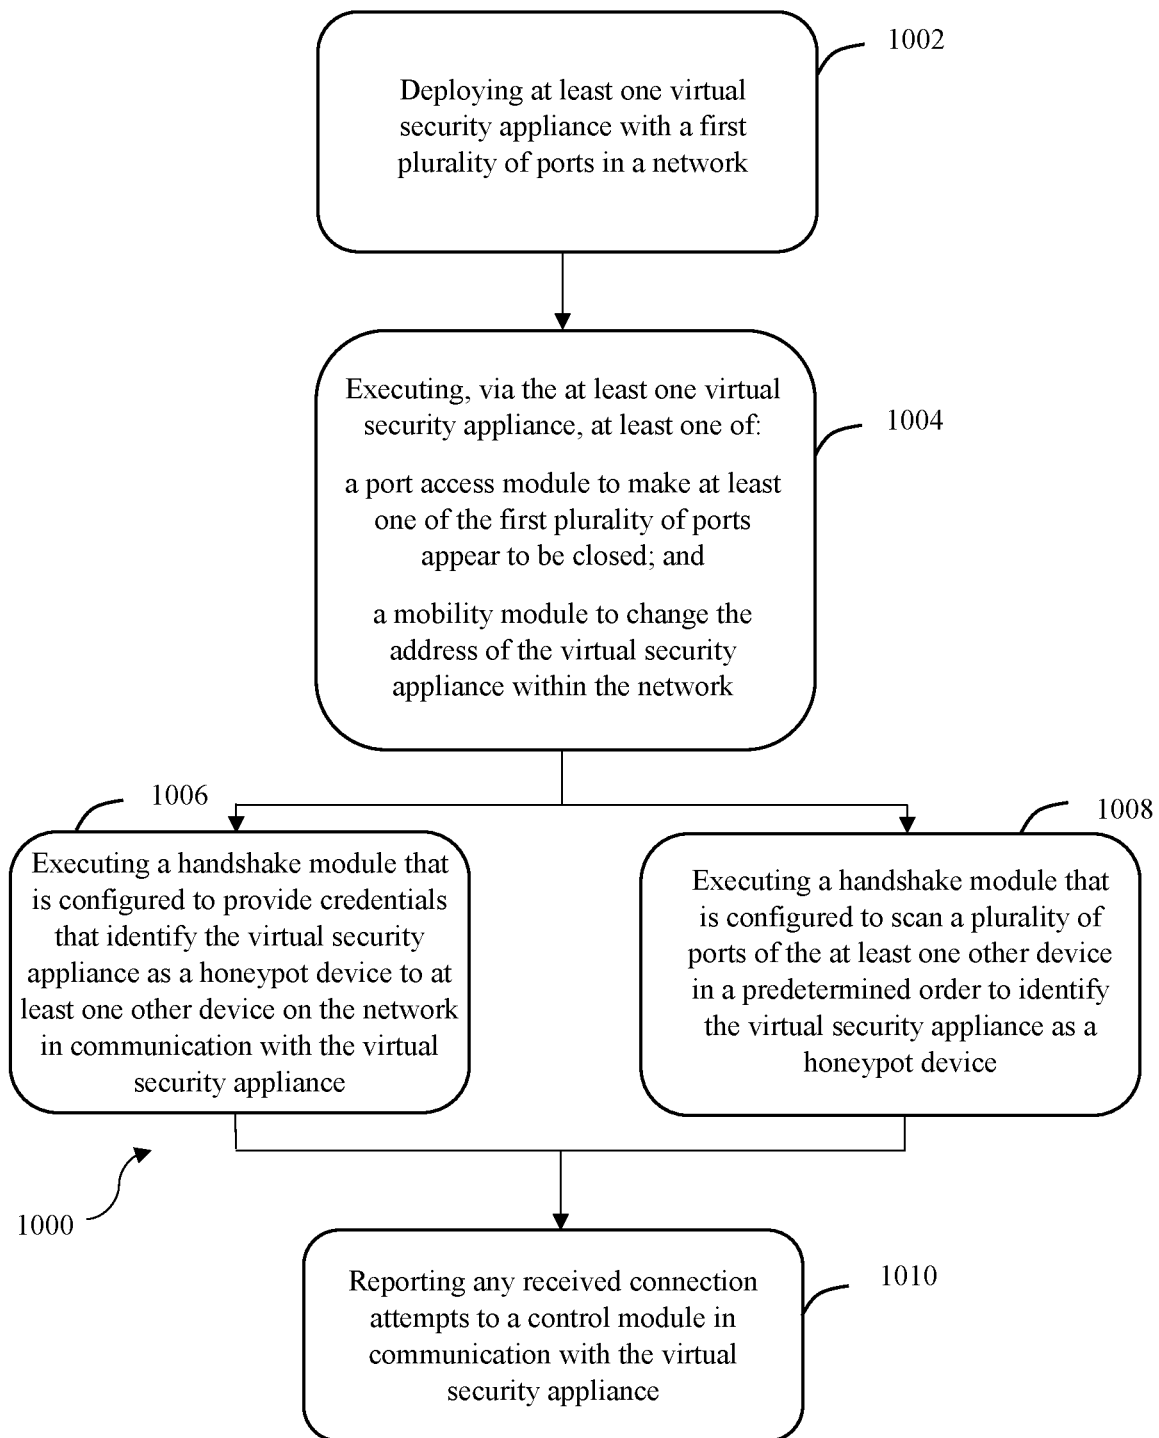 1002
Deploying at least one virtual
security appliance with a first
plurality of ports in a network
1004
Executing, via the at least one virtual
security appliance, at least one of:
a port access module to make at least
one of the first plurality of ports
appear to be closed; and
a mobility module to change the
address of the virtual security
appliance within the network
1006
Executing a handshake module that
is configured to provide credentials
that identify the virtual security
appliance as a honeypot device to at
least one other device on the network
in communication with the virtual
security appliance
1008
Executing a handshake module that
is configured to scan a plurality of
ports of the at least one other device
in a predetermined order to identify
the virtual security appliance as a
honeypot device
1000
1010
Reporting any received connection
attempts to a control module in
communication with the virtual
security appliance